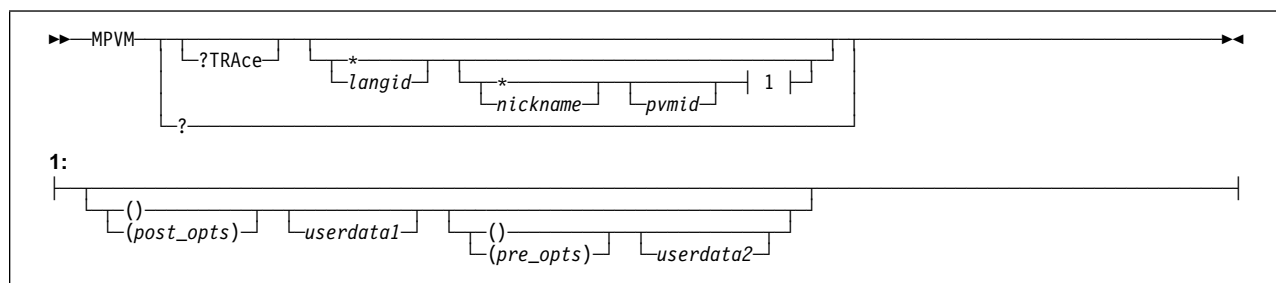 MPVM
?TRAce * 
langid * 
nickname pvmid 1
?
1:
()
(post_opts) userdata1 ()
(pre_opts) userdata2